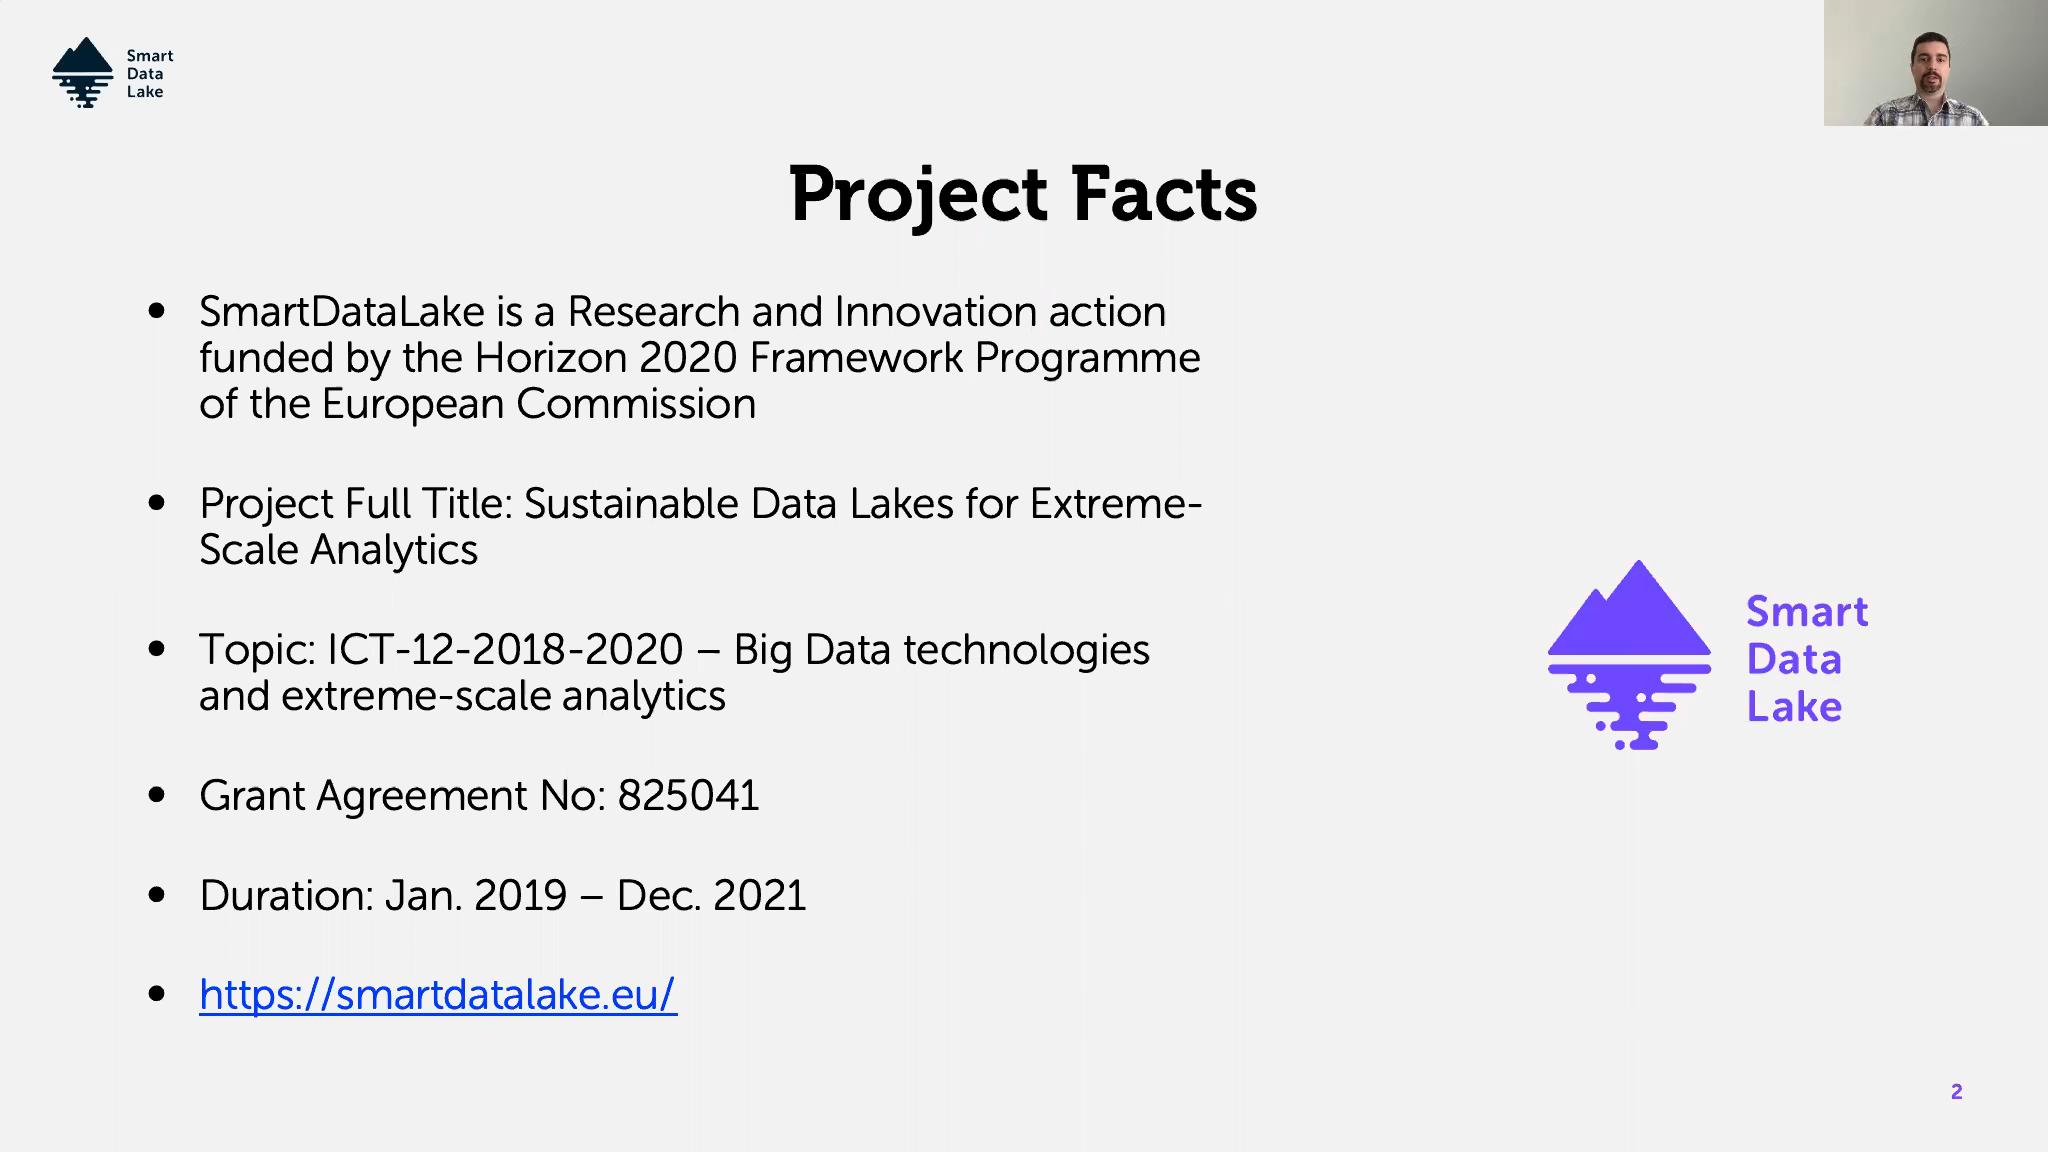 Smart
Data
Lake
Project Facts
• SmartDataLake is a Research and Innovation action
funded by the Horizon 2020 Framework Programme
of the European Commission
• Project Full Title: Sustainable Data Lakes for Extreme-
Scale Analytics
• Topic: ICT-12-2018-2020 – Big Data technologies
and extreme-scale analytics
• Grant Agreement No: 825041
• Duration: Jan. 2019 – Dec. 2021
• https://smartdatalake.eu/
Smart
Data
Lake
2